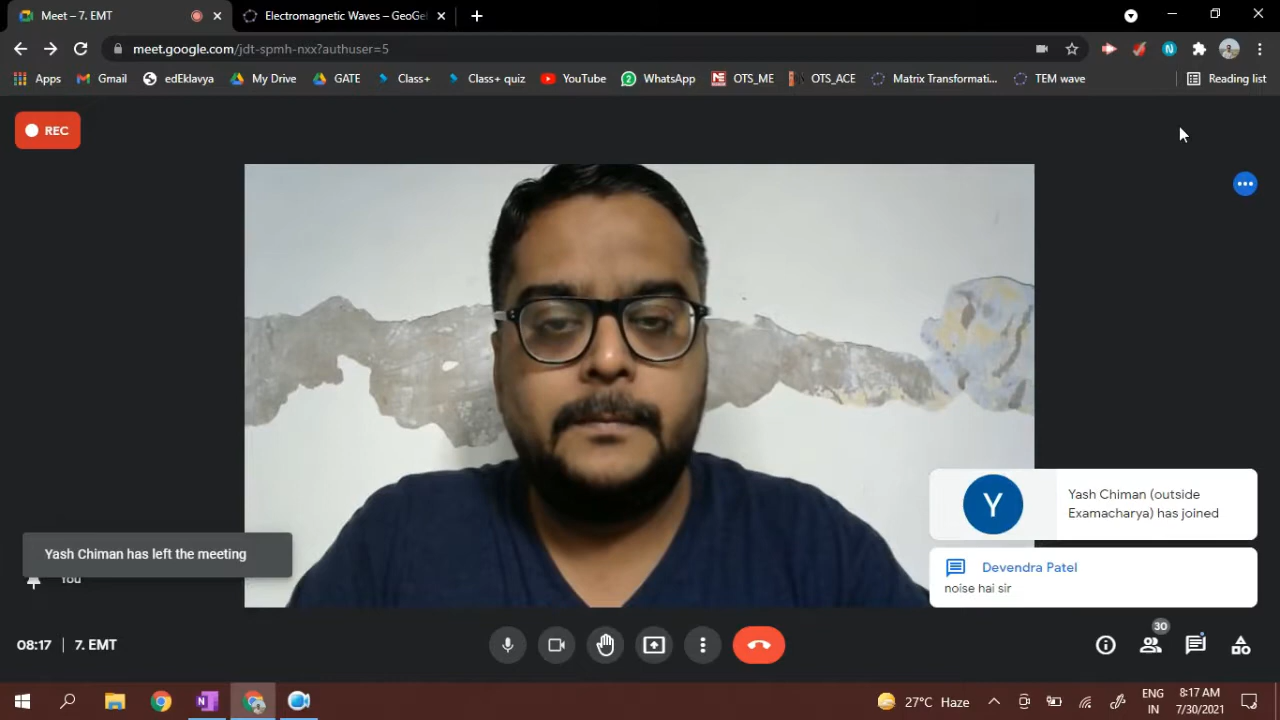 Meet – 7. EMT
Electromagnetic Waves – GeoGe
meet.google.com/jdt-spmh-nxx?authuser=5
Apps
Gmail
edEklavya
My Drive
GATE
Class+
Class+ quiz
YouTube
2
WhatsApp
OTS_ME
OTS_ACE
Matrix Transformati...
TEM wave
Reading list
REC
Y
Yash Chiman (outside
Examacharya) has joined
Yash Chiman has left the meeting
You
Devendra Patel
noise hai sir
08:17 | 7. EMT
30
27°C Haze
ENG
IN
8:17 AM
7/30/2021